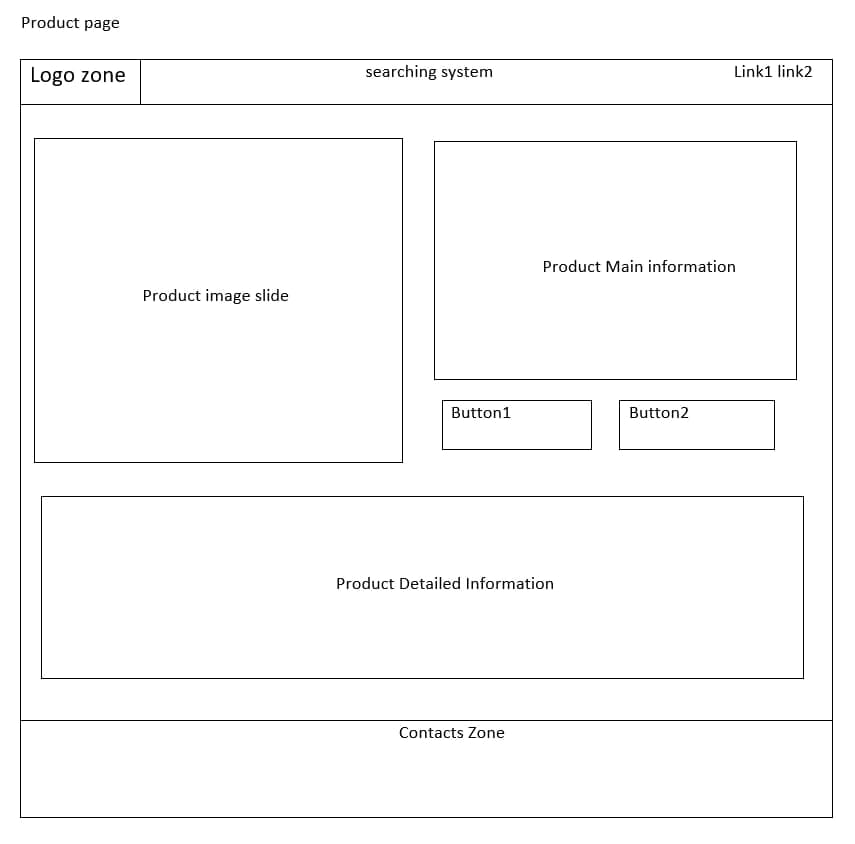 Product page
Logo zone
searching system
Link1 link2
Product image slide
Product Main information
Button1
Button2
Product Detailed Information
Contacts Zone